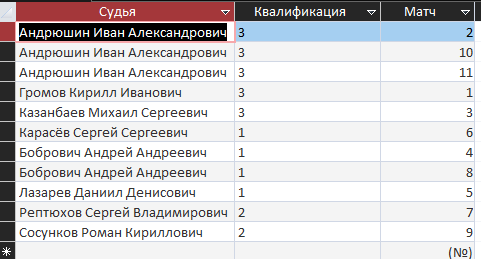 Судья Квалификация Матч
Андрюшин Иван Александрович 3 2
Андрюшин Иван Александрович 3 10
Андрюшин Иван Александрович 3 11
Громов Кирилл Иванович 3 1
Казанбаев Михаил Сергеевич 3 3
Карасёв Сергей Сергеевич 1 6
Бобрович Андрей Андреевич 1 4
Бобрович Андрей Андреевич 1 8
Лазарев Даниил Денисович 1 5
Рептюхов Сергей Владимирович 2 7
Сосунков Роман Кириллович 2 9
* (№)